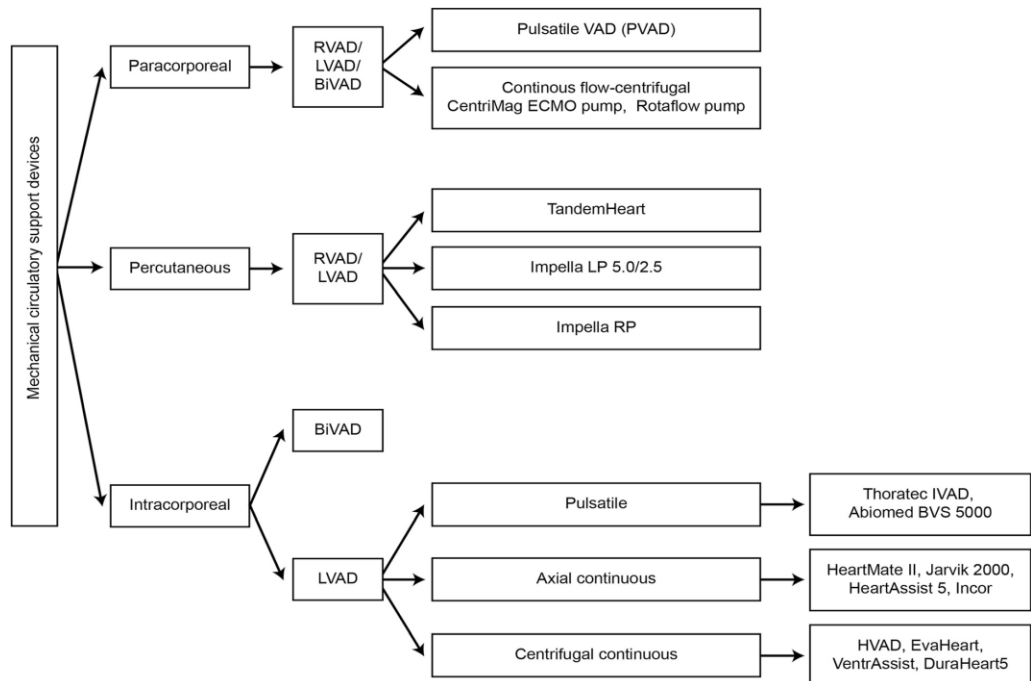 Mechanical circulatory support devices
Paracorporeal
RVAD/
LVAD/
BiVAD
Pulsatile VAD (PVAD)
Continous flow-centrifugal
CentriMag ECMO pump, Rotaflow pump
Percutaneous
RVAD/
LVAD
TandemHeart
Impella LP 5.0/2.5
Impella RP
Intracorporeal
BiVAD
LVAD
Pulsatile
Thoratec IVAD,
Abiomed BVS 5000
Axial continuous
HeartMate II, Jarvik 2000,
HeartAssist 5, Incor
Centrifugal continuous
HVAD, EvaHeart,
VentrAssist, DuraHeart5